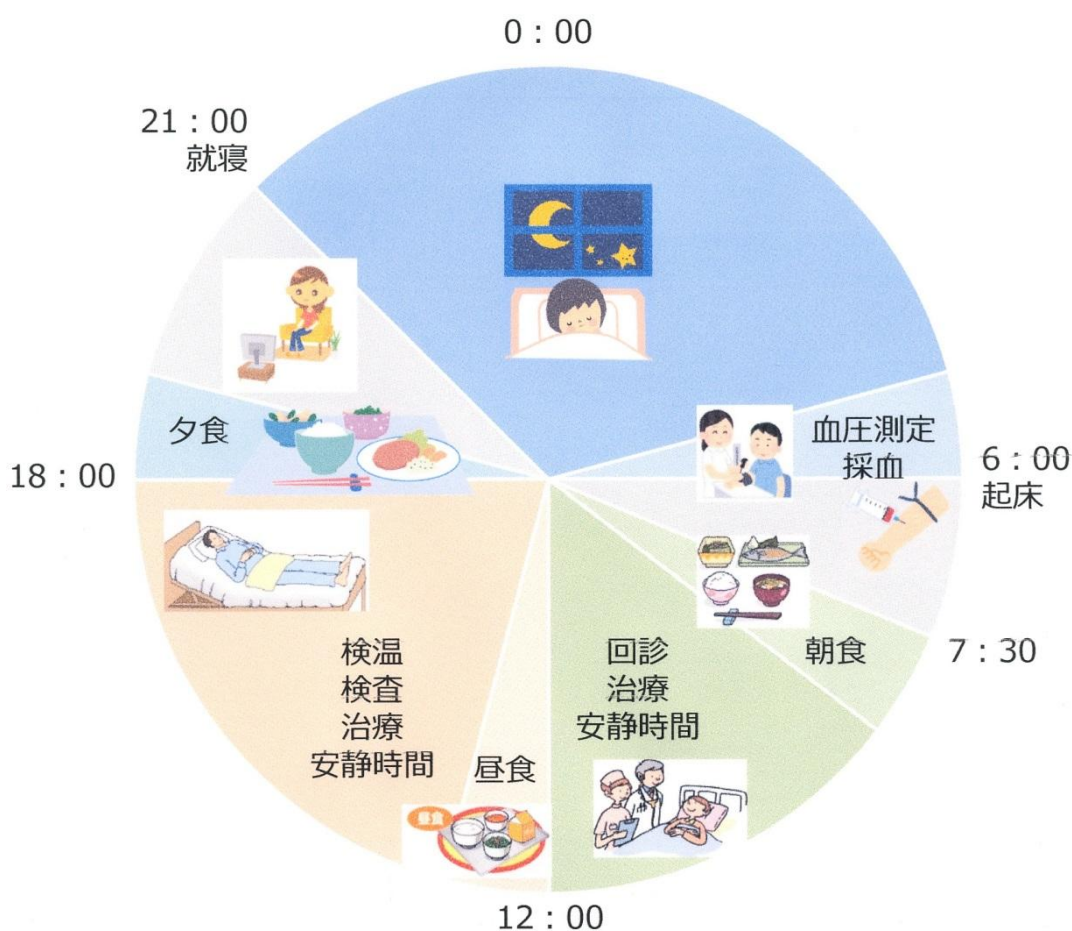 0：00
21：00
就寝
夕食
18：00
血圧測定
採血
6：00
起床
7：30
朝食
回診
治療
安静時間
検温
検査
治療
安静時間
昼食
昼食
12：00